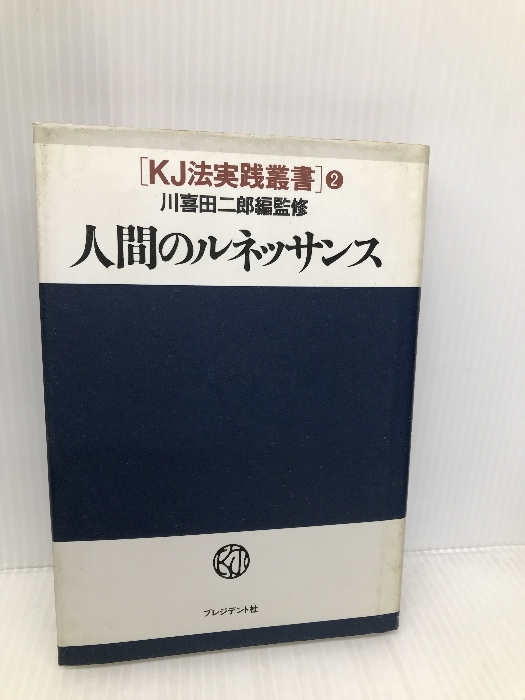 [KJ法実践叢書]❷
川喜田二郎編監修
人間のルネッサンス
KJ
プレジデント社